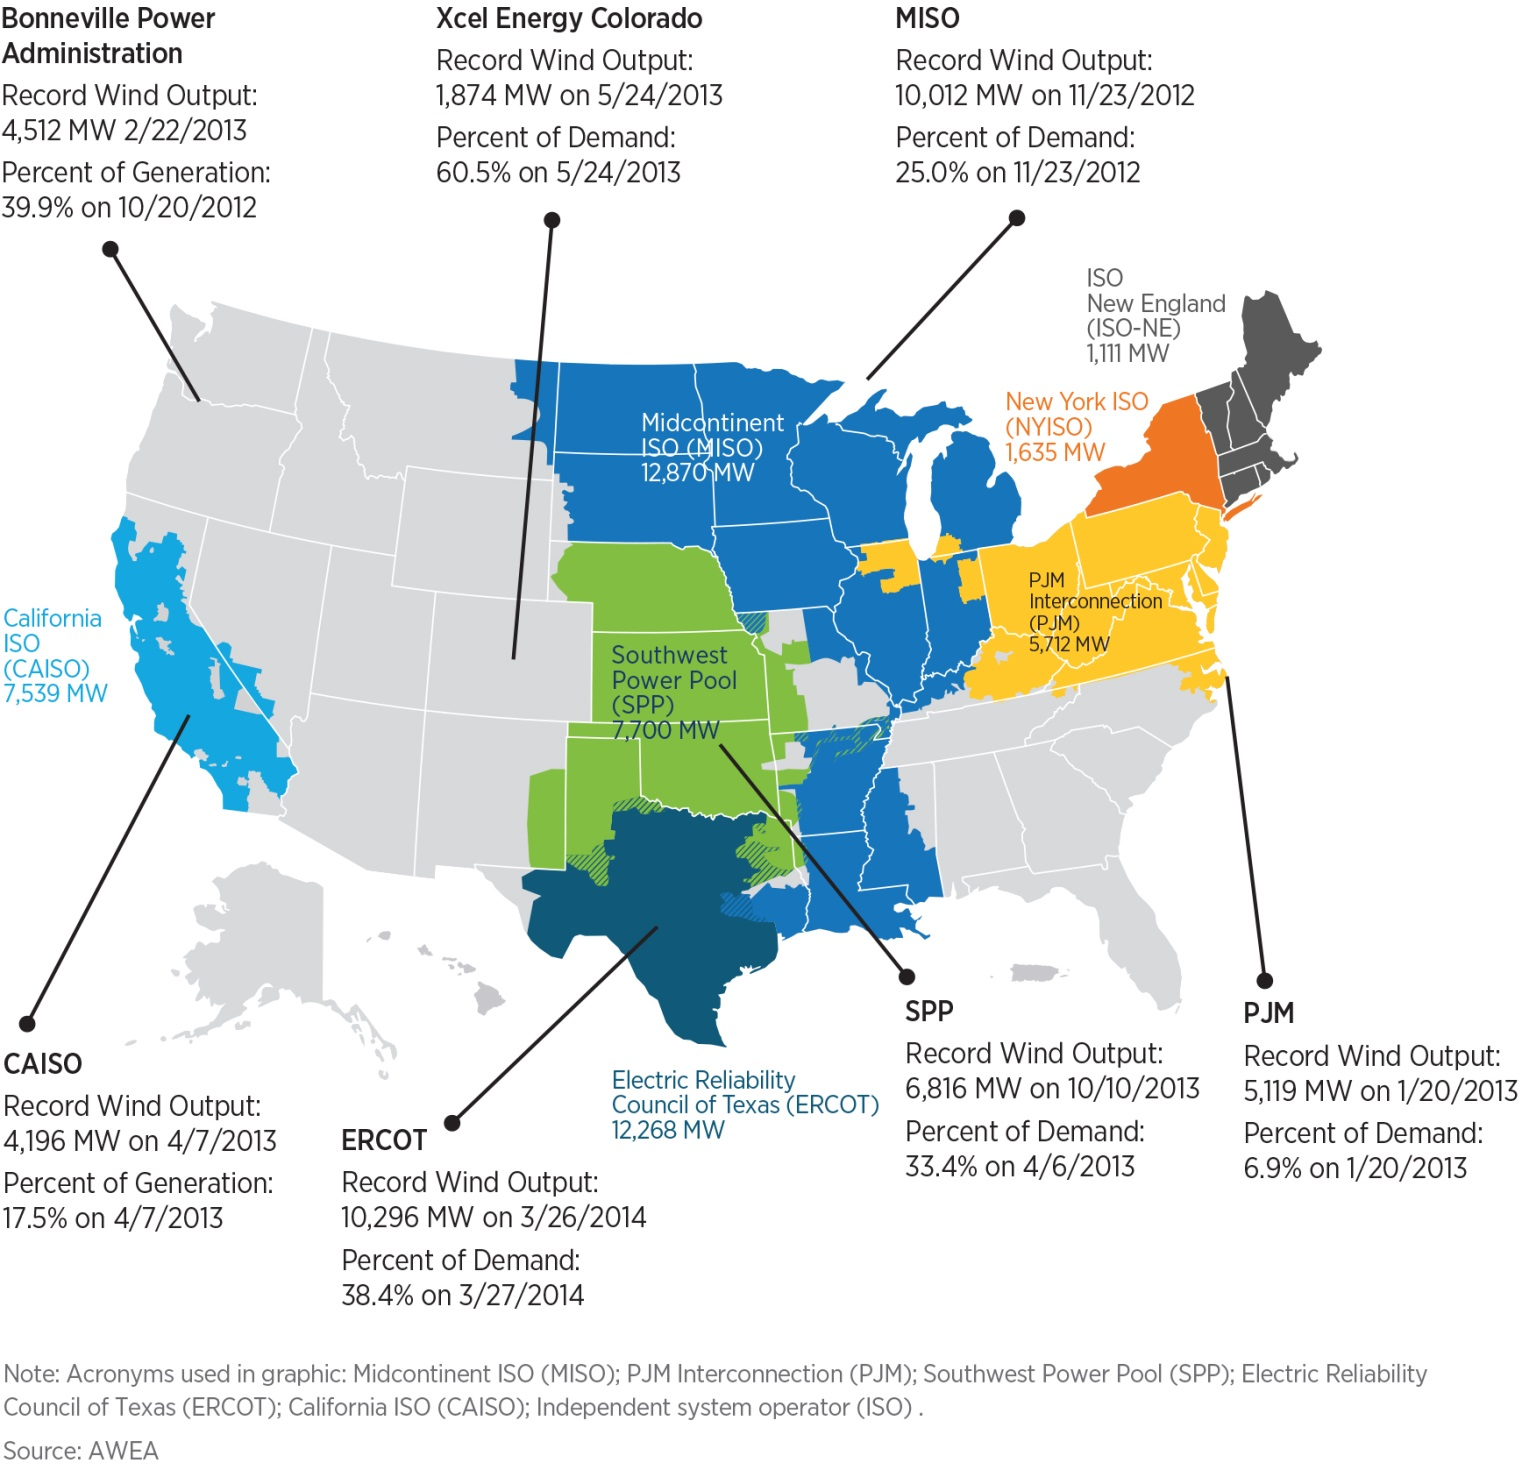 Bonneville Power
Administration
Record Wind Output:
4,512 MW 2/22/2013
Percent of Generation:
39.9% on 10/20/2012
Xcel Energy Colorado
Record Wind Output:
1,874 MW on 5/24/2013
Percent of Demand:
60.5% on 5/24/2013
MISO
Record Wind Output:
10,012 MW on 11/23/2012
Percent of Demand:
25.0% on 11/23/2012
ISO
New England
(ISO-NE)
1,111 MW
New York ISO
(NYISO)
1,635 MW
Midcontinent
ISO (MISO)
12,870 MW
PJM
Interconnection
(PJM)
5,712 MW
California
ISO
(CAISO)
7,539 MW
Southwest
Power Pool
(SPP)
7,700 MW
Electric Reliability
Council of Texas (ERCOT)
12,268 MW
CAISO
Record Wind Output:
4,196 MW on 4/7/2013
Percent of Generation:
17.5% on 4/7/2013
ERCOT
Record Wind Output:
10,296 MW on 3/26/2014
Percent of Demand:
38.4% on 3/27/2014
SPP
Record Wind Output:
6,816 MW on 10/10/2013
Percent of Demand:
33.4% on 4/6/2013
PJM
Record Wind Output:
5,119 MW on 1/20/2013
Percent of Demand:
6.9% on 1/20/2013
Note: Acronyms used in graphic: Midcontinent ISO (MISO); PJM Interconnection (PJM); Southwest Power Pool (SPP); Electric Reliability
Council of Texas (ERCOT); California ISO (CAISO); Independent system operator (ISO) .
Source: AWEA